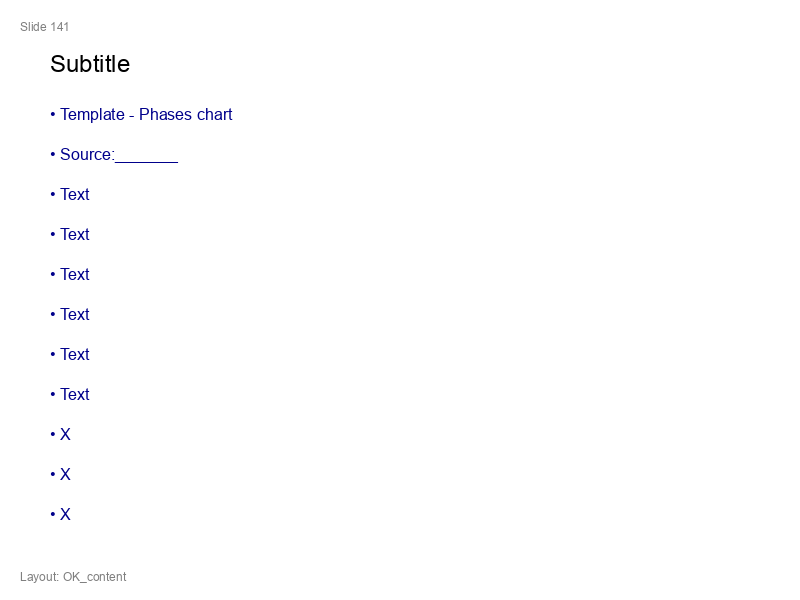 Slide 141
Subtitle
• Template - Phases chart
• Source:_______
• Text
• Text
• Text
• Text
• Text
• Text
• X
• X
• X
Layout: OK_content